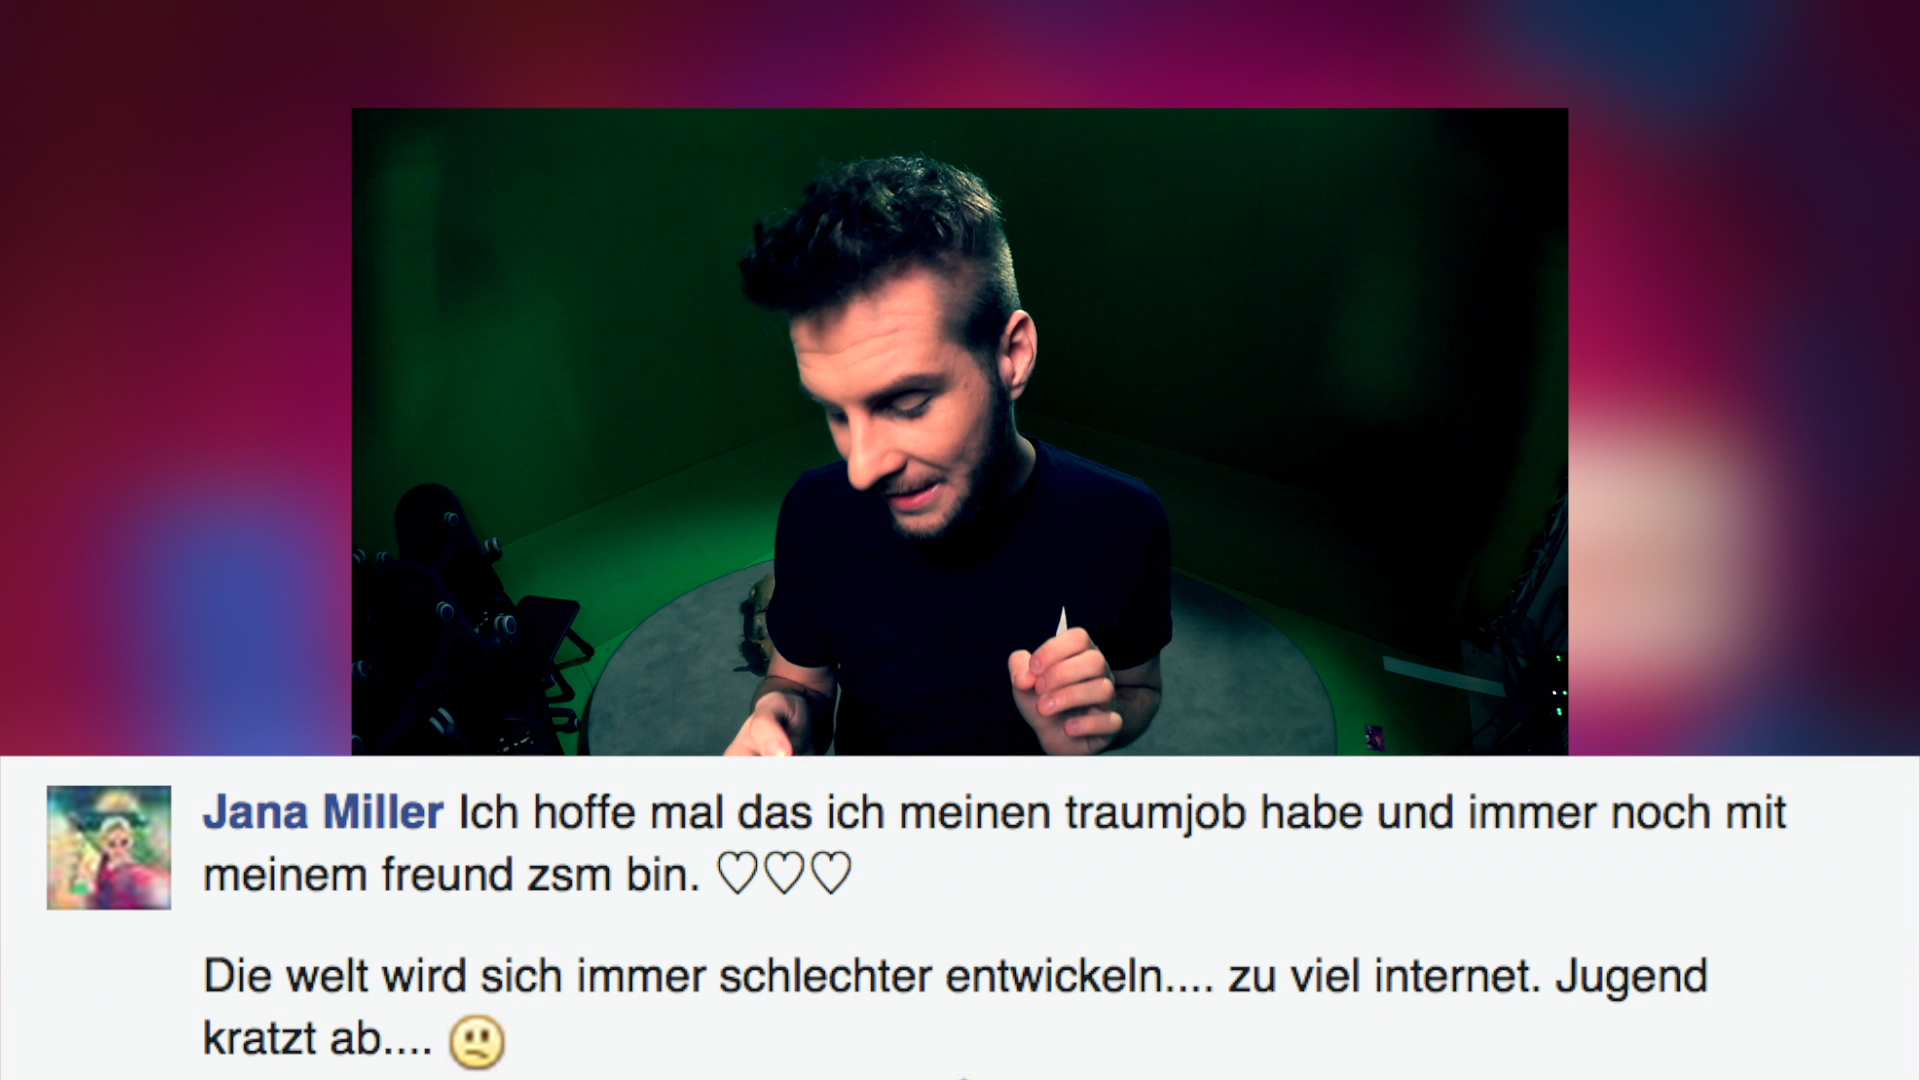 Jana Miller Ich hoffe mal das ich meinen traumjob habe und immer noch mit
meinem freund zsm bin. ♡♡♡
Die welt wird sich immer schlechter entwickeln.... zu viel internet. Jugend
kratzt ab....